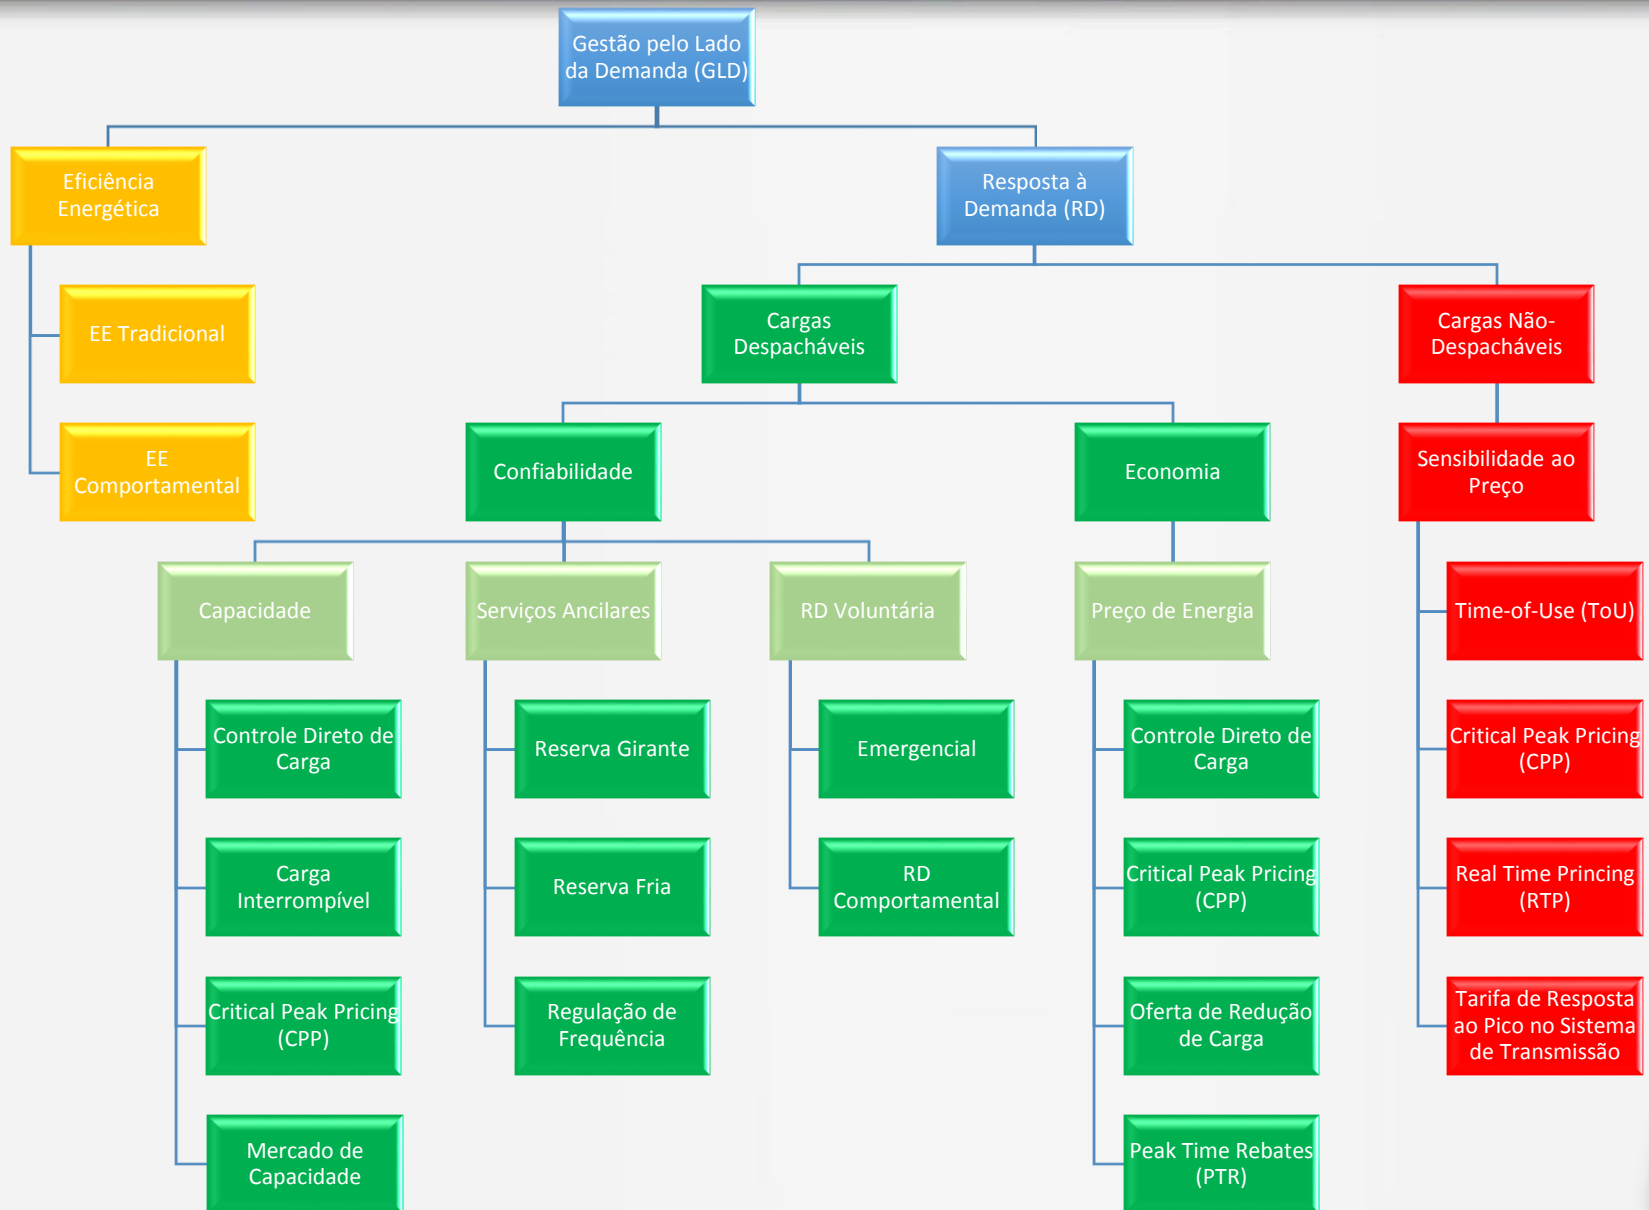 Gestão pelo Lado
da Demanda (GLD)
Eficiência
Energética
Resposta à
Demanda (RD)
EE Tradicional
EE
Comportamental
Cargas
Despacháveis
Cargas Não-
Despacháveis
Confiabilidade
Economia
Sensibilidade ao
Preço
Capacidade
Serviços Ancilares
RD Voluntária
Preço de Energia
Time-of-Use (ToU)
Controle Direto de
Carga
Reserva Girante
Emergencial
Controle Direto de
Carga
Critical Peak Pricing
(CPP)
Carga
Interrompível
Reserva Fria
RD
Comportamental
Critical Peak Pricing
(CPP)
Real Time Princing
(RTP)
Critical Peak Pricing
(CPP)
Regulação de
Frequência
Oferta de Redução
de Carga
Tarifa de Resposta
ao Pico no Sistema
de Transmissão
Mercado de
Capacidade
Peak Time Rebates
(PTR)